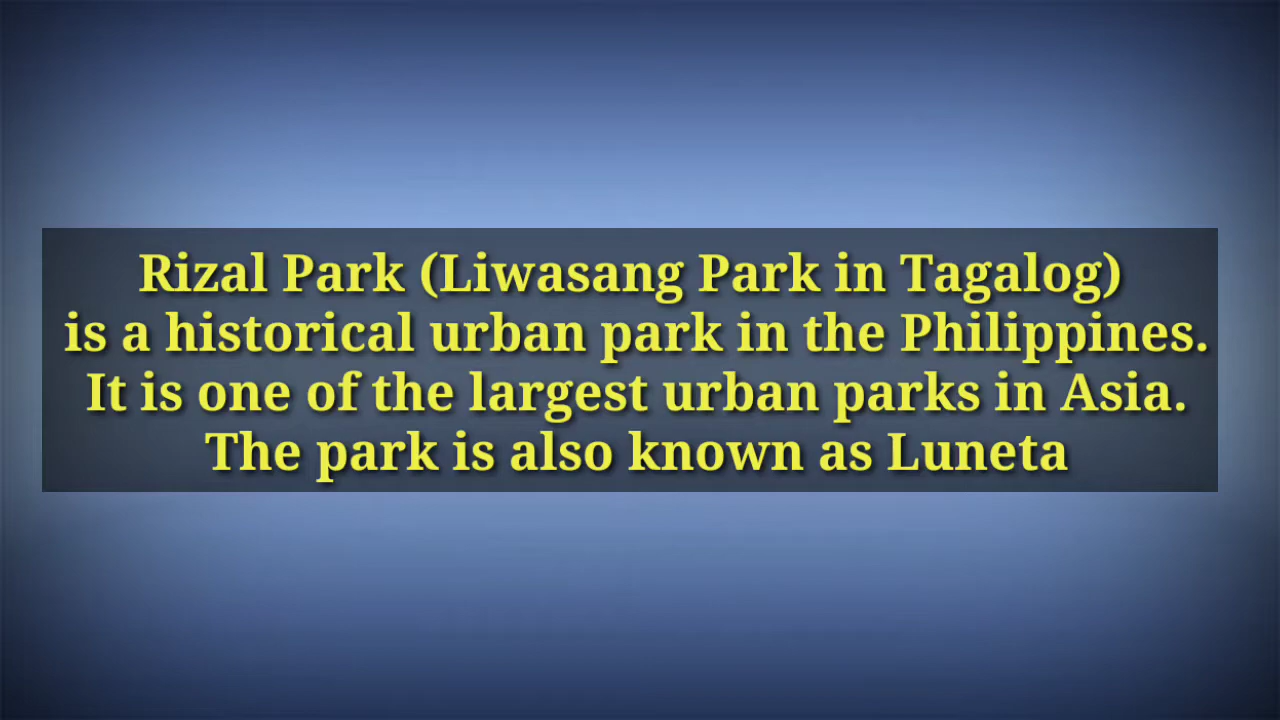 Rizal Park (Liwasang Park in Tagalog)
is a historical urban park in the Philippines.
It is one of the largest urban parks in Asia.
The park is also known as Luneta